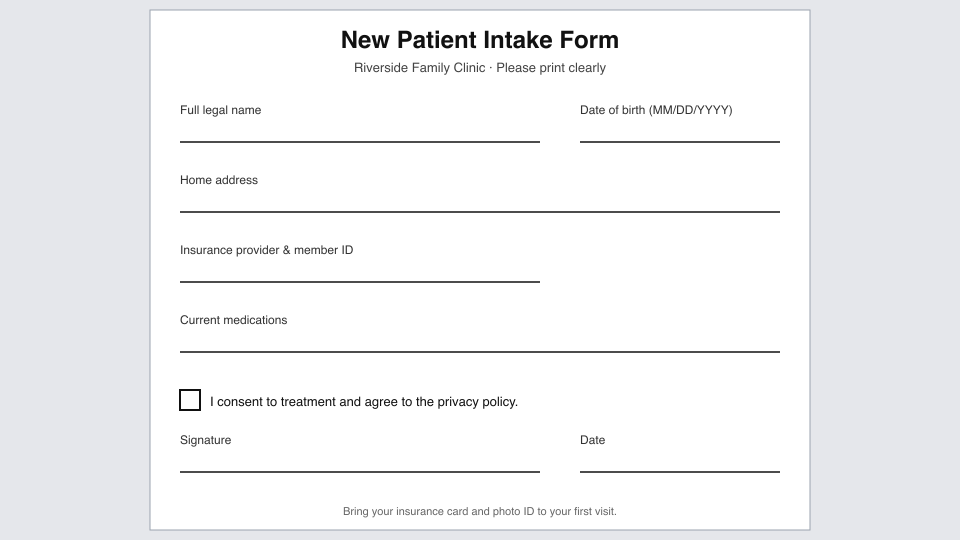 New Patient Intake Form
Riverside Family Clinic · Please print clearly
Full legal name
Date of birth (MM/DD/YYYY)
Home address
Insurance provider & member ID
Current medications
I consent to treatment and agree to the privacy policy.
Signature
Date
Bring your insurance card and photo ID to your first visit.